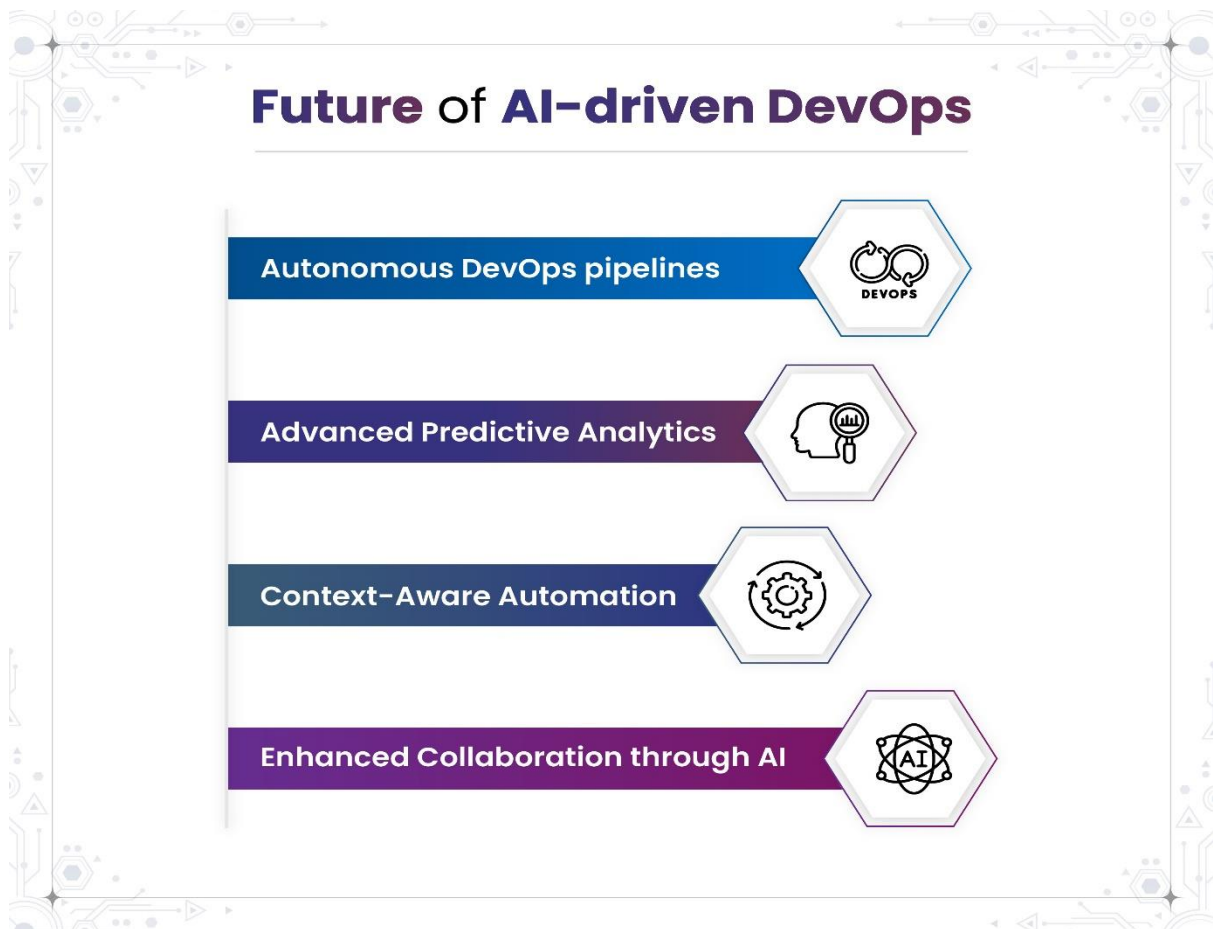 Future of AI-driven DevOps
Autonomous DevOps pipelines
DEVOPS
Advanced Predictive Analytics
Context-Aware Automation
Enhanced Collaboration through AI
AI